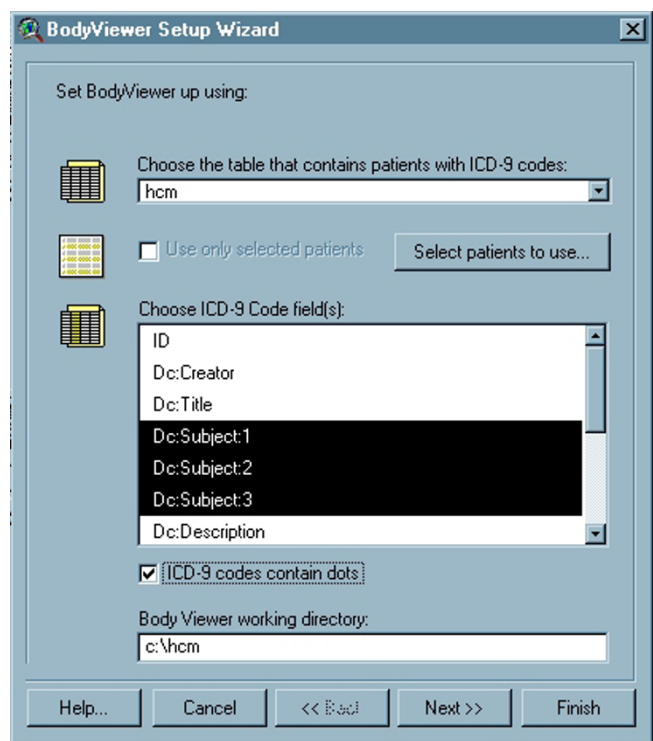 BodyViewer Setup Wizard
Set BodyViewer up using:
Choose the table that contains patients with ICD-9 codes:
hcm
Use only selected patients
Select patients to use...
Choose ICD-9 Code field(s):
ID
Dc:Creator
Dc:Title
Dc:Subject:1
Dc:Subject:2
Dc:Subject:3
Dc:Description
ICD-9 codes contain dots
Body Viewer working directory:
c:\hcm
Help... Cancel << Back Next >> Finish